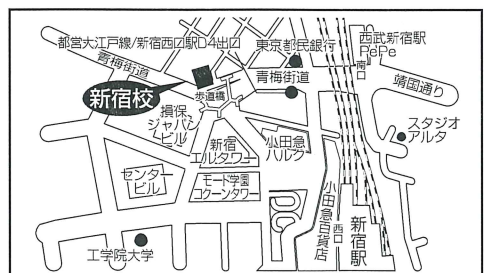 都営大江戸線/新宿西口駅D4出口
東京都民銀行
西武新宿駅
PePe
南口
青梅街道
青梅街道
靖国通り
新宿校
歩道橋
損保
ジャパン
ビル
新宿
エルタワー
小田急
ハルク
スタジオ
アルタ
センター
ビル
モード学園
コクーンタワー
小田急百貨店
西口
新宿駅
工学院大学